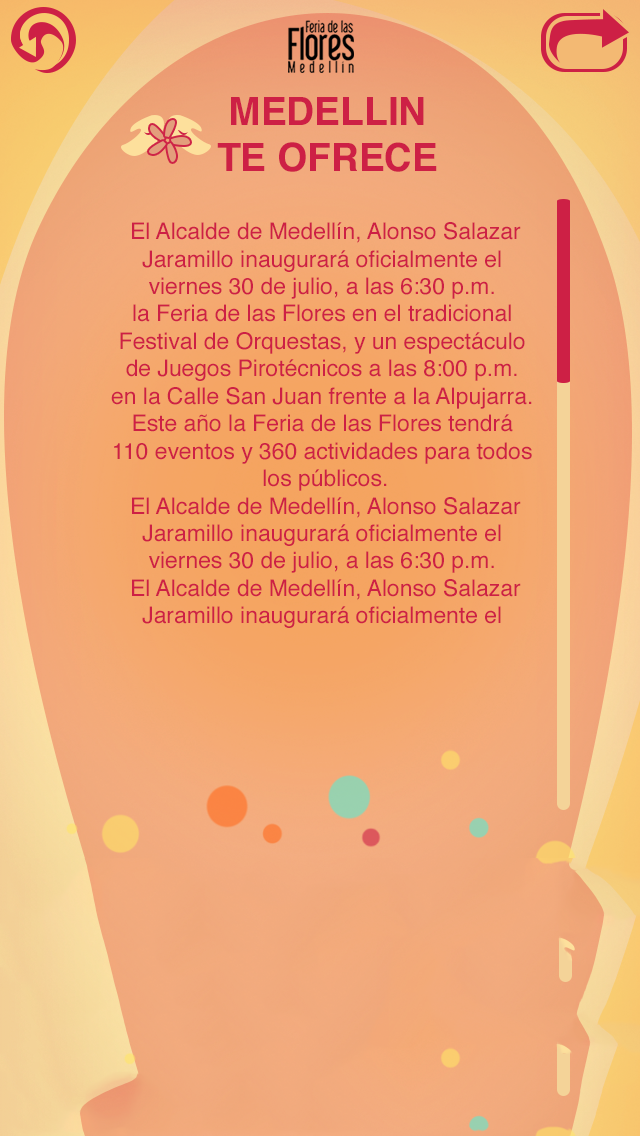 Feria de las
Flores
Medellín
MEDELLIN
TE OFRECE
El Alcalde de Medellín, Alonso Salazar
Jaramillo inaugurará oficialmente el
viernes 30 de julio, a las 6:30 p.m.
la Feria de las Flores en el tradicional
Festival de Orquestas, y un espectáculo
de Juegos Pirotécnicos a las 8:00 p.m.
en la Calle San Juan frente a la Alpujarra.
Este año la Feria de las Flores tendrá
110 eventos y 360 actividades para todos
los públicos.
El Alcalde de Medellín, Alonso Salazar
Jaramillo inaugurará oficialmente el
viernes 30 de julio, a las 6:30 p.m.
El Alcalde de Medellín, Alonso Salazar
Jaramillo inaugurará oficialmente el